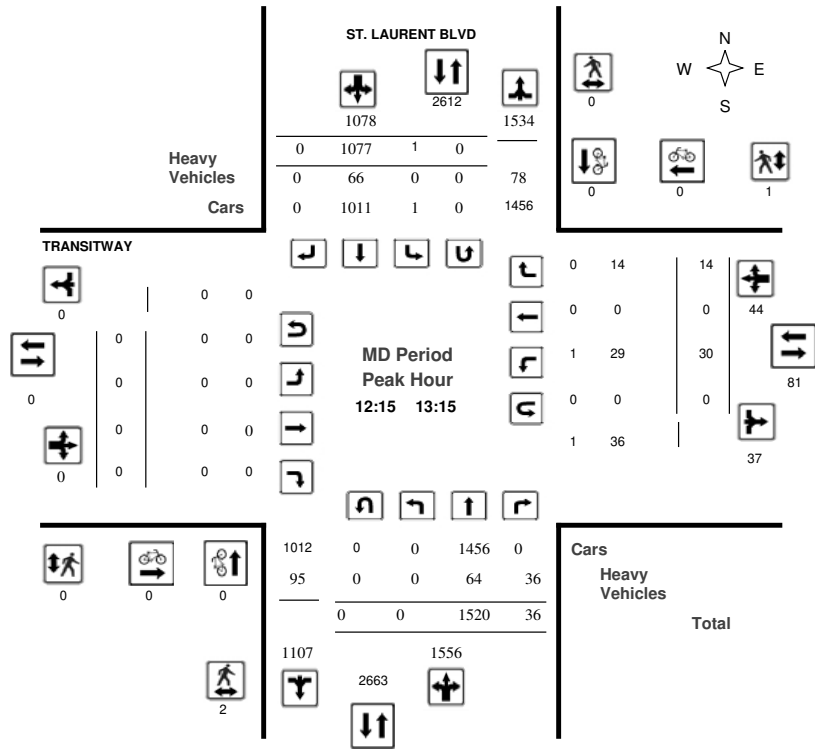 ST. LAURENT BLVD
N
W E
S
2612
0
1078 1534
0 1077 1 0
Heavy
Vehicles
0 66 0 0 78
0 0 1
Cars 0 1011 1 0 1456
TRANSITWAY
0 14 14
0 0 0
0 0 0 44
0 0 0
MD Period
Peak Hour
1 29 30
81
0 0 0
0
12:15 13:15
0 0 0
0 0 0
1 36
37
0
0 0 0
1012 0 0 1456 0 Cars
95 0 0 64 36 Heavy
Vehicles
0 0 0
0 0 1520 36 Total
1107 1556
2663
2